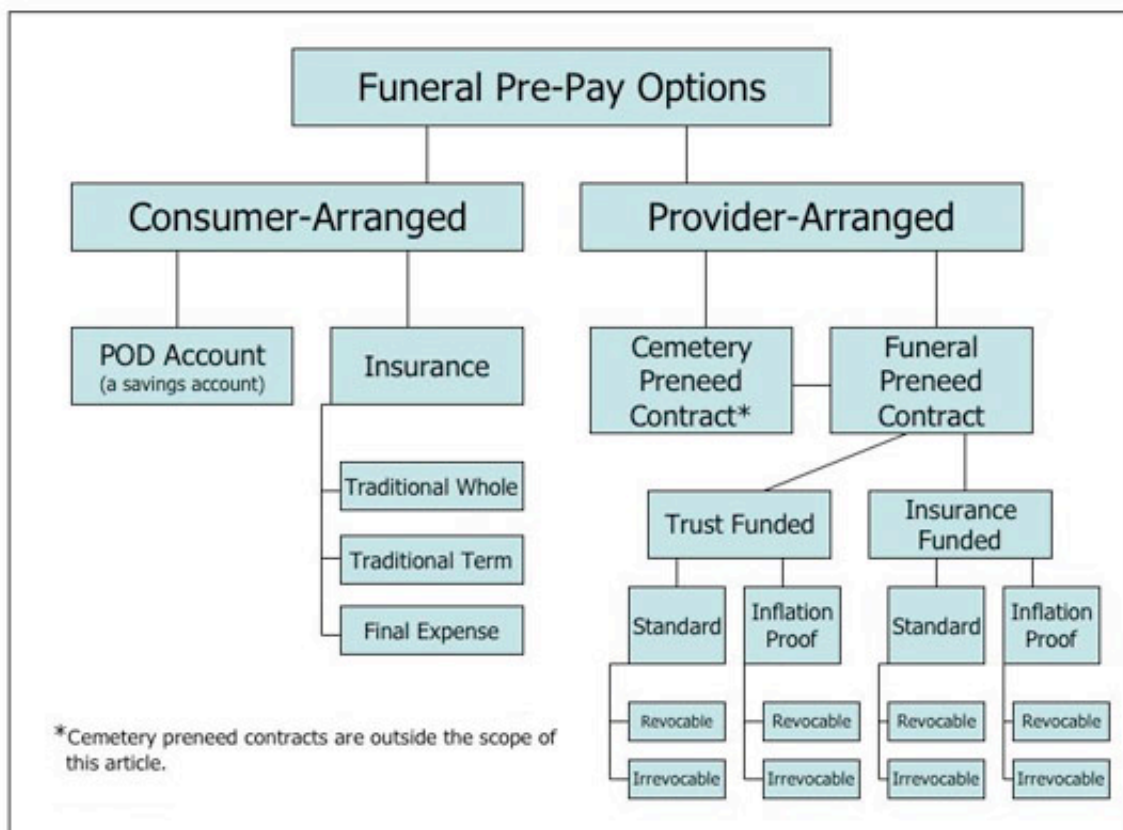 Funeral Pre-Pay Options
Consumer-Arranged
Provider-Arranged
POD Account
(a savings account)
Insurance
Cemetery
Preneed
Contract*
Funeral
Preneed
Contract
Traditional Whole
Traditional Term
Final Expense
Trust Funded
Insurance
Funded
Standard
Inflation
Proof
Standard
Inflation
Proof
Revocable
Revocable
Revocable
Revocable
Irrevocable
Irrevocable
Irrevocable
Irrevocable
*Cemetery preneed contracts are outside the scope of
this article.